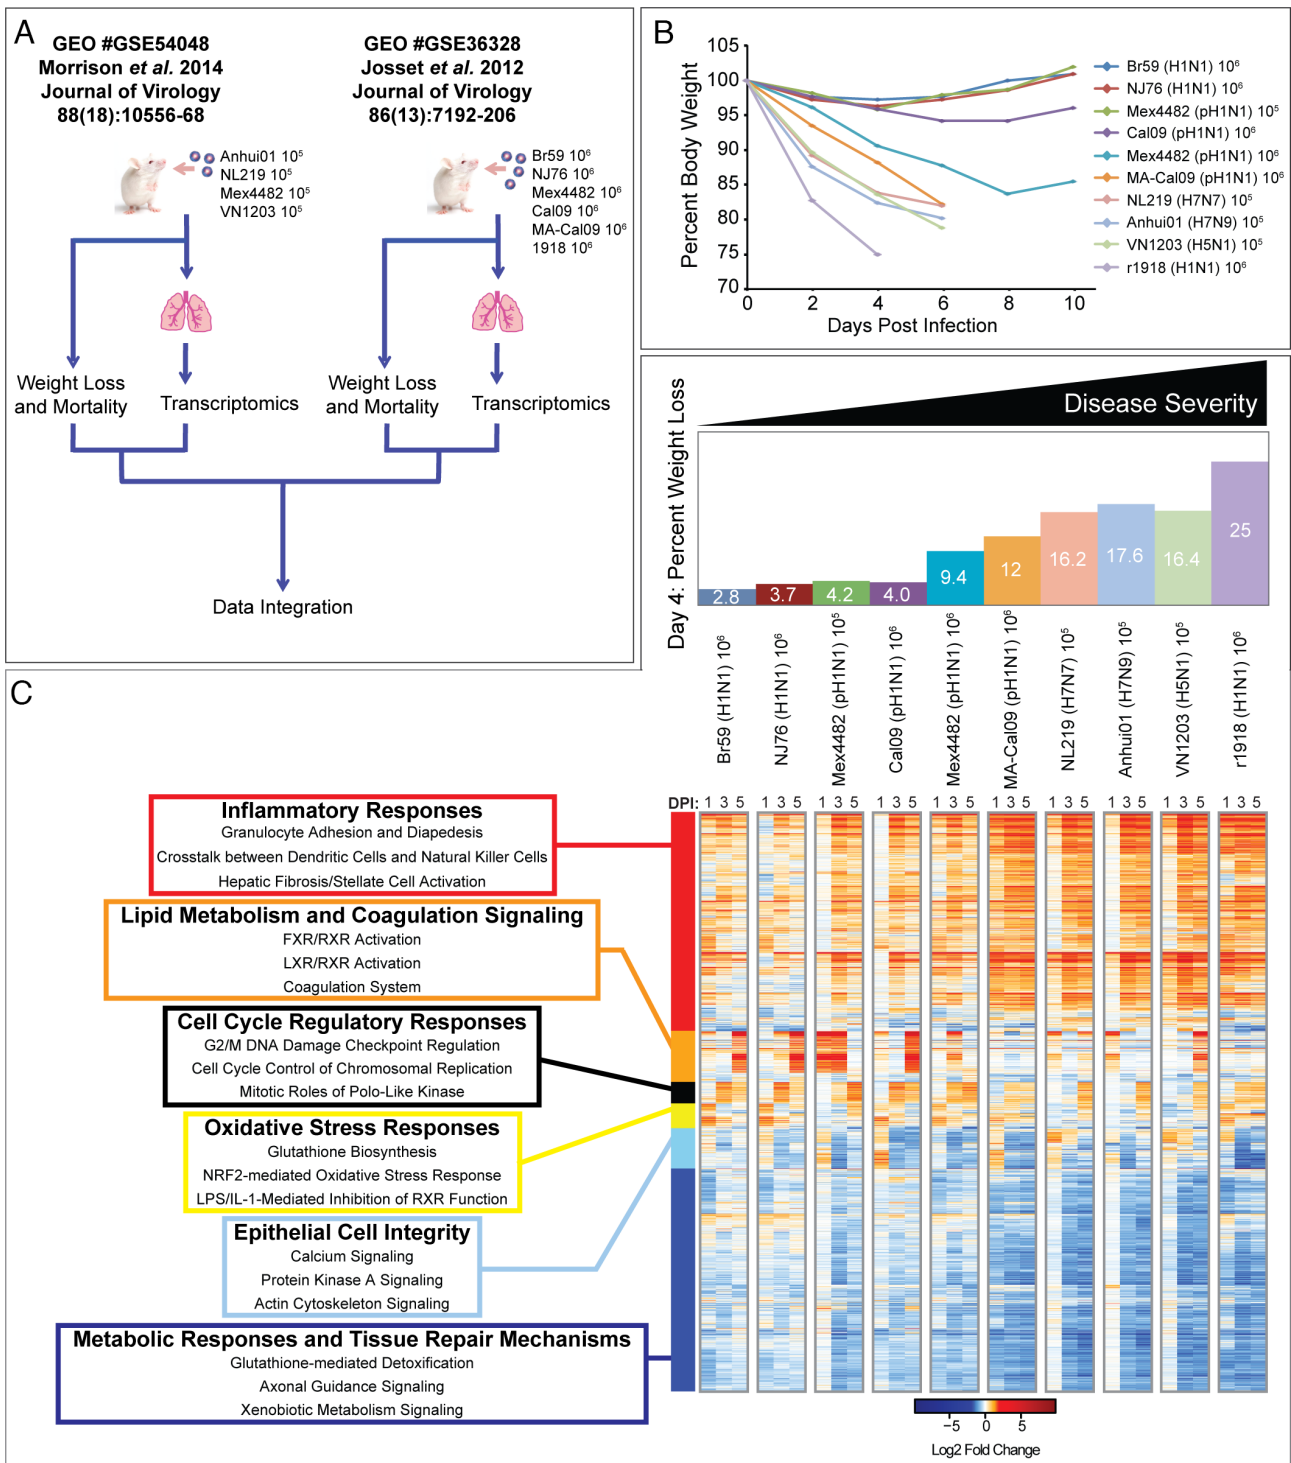 A
GEO #GSE54048
Morrison et al. 2014
Journal of Virology
88(18):10556-68
GEO #GSE36328
Josset et al. 2012
Journal of Virology
86(13):7192-206
Anhui01 10⁵
NL219 10⁵
Mex4482 10⁵
VN1203 10⁵
Br59 10⁶
NJ76 10⁶
Mex4482 10⁶
Cal09 10⁶
MA-Cal09 10⁶
1918 10⁶
Weight Loss
and Mortality
Transcriptomics
Weight Loss
and Mortality
Transcriptomics
Data Integration
B
Percent Body Weight
105
100
95
90
85
80
75
70
0 2 4 6 8 10
Days Post Infection
Br59 (H1N1) 10⁶
NJ76 (H1N1) 10⁶
Mex4482 (pH1N1) 10⁵
Cal09 (pH1N1) 10⁶
Mex4482 (pH1N1) 10⁶
MA-Cal09 (pH1N1) 10⁶
NL219 (H7N7) 10⁵
Anhui01 (H7N9) 10⁵
VN1203 (H5N1) 10⁵
r1918 (H1N1) 10⁶
Disease Severity
Day 4: Percent Weight Loss
2.8 3.7 4.2 4.0 9.4 12 16.2 17.6 16.4 25
Br59 (H1N1) 10⁶
NJ76 (H1N1) 10⁶
Mex4482 (pH1N1) 10⁵
Cal09 (pH1N1) 10⁶
Mex4482 (pH1N1) 10⁶
MA-Cal09 (pH1N1) 10⁶
NL219 (H7N7) 10⁵
Anhui01 (H7N9) 10⁵
VN1203 (H5N1) 10⁵
r1918 (H1N1) 10⁶
C
DPI: 1 3 5 1 3 5 1 3 5 1 3 5 1 3 5 1 3 5 1 3 5 1 3 5 1 3 5 1 3 5
Inflammatory Responses
Granulocyte Adhesion and Diapedesis
Crosstalk between Dendritic Cells and Natural Killer Cells
Hepatic Fibrosis/Stellate Cell Activation
Lipid Metabolism and Coagulation Signaling
FXR/RXR Activation
LXR/RXR Activation
Coagulation System
Cell Cycle Regulatory Responses
G2/M DNA Damage Checkpoint Regulation
Cell Cycle Control of Chromosomal Replication
Mitotic Roles of Polo-Like Kinase
Oxidative Stress Responses
Glutathione Biosynthesis
NRF2-mediated Oxidative Stress Response
LPS/IL-1-Mediated Inhibition of RXR Function
Epithelial Cell Integrity
Calcium Signaling
Protein Kinase A Signaling
Actin Cytoskeleton Signaling
Metabolic Responses and Tissue Repair Mechanisms
Glutathione-mediated Detoxification
Axonal Guidance Signaling
Xenobiotic Metabolism Signaling
−5 0 5
Log2 Fold Change